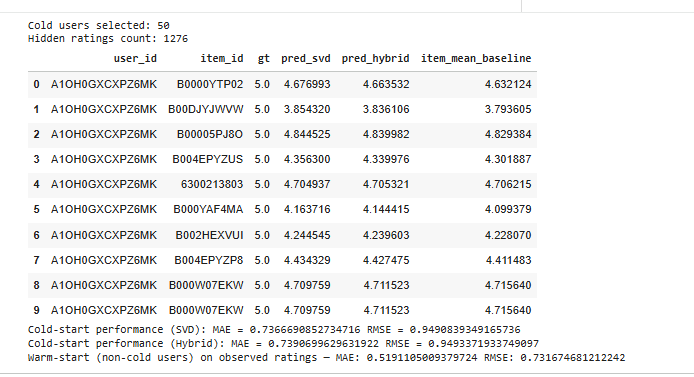 Cold users selected: 50
Hidden ratings count: 1276
user_id item_id gt pred_svd pred_hybrid item_mean_baseline
0 A1OH0GXCXPZ6MK B0000YTP02 5.0 4.676993 4.663532 4.632124
1 A1OH0GXCXPZ6MK B00DJYJWVW 5.0 3.854320 3.836106 3.793605
2 A1OH0GXCXPZ6MK B00005PJ8O 5.0 4.844525 4.839982 4.829384
3 A1OH0GXCXPZ6MK B004EPYZUS 5.0 4.356300 4.339976 4.301887
4 A1OH0GXCXPZ6MK 6300213803 5.0 4.704937 4.705321 4.706215
5 A1OH0GXCXPZ6MK B000YAF4MA 5.0 4.163716 4.144415 4.099379
6 A1OH0GXCXPZ6MK B002HEXVUI 5.0 4.244545 4.239603 4.228070
7 A1OH0GXCXPZ6MK B004EPYZP8 5.0 4.434329 4.427475 4.411483
8 A1OH0GXCXPZ6MK B000W07EKW 5.0 4.709759 4.711523 4.715640
9 A1OH0GXCXPZ6MK B000W07EKW 5.0 4.709759 4.711523 4.715640
Cold-start performance (SVD): MAE = 0.7366690852734716 RMSE = 0.9490839349165736
Cold-start performance (Hybrid): MAE = 0.7390699629631922 RMSE = 0.9493371933749097
Warm-start (non-cold users) on observed ratings — MAE: 0.5191105009379724 RMSE: 0.731674681212242